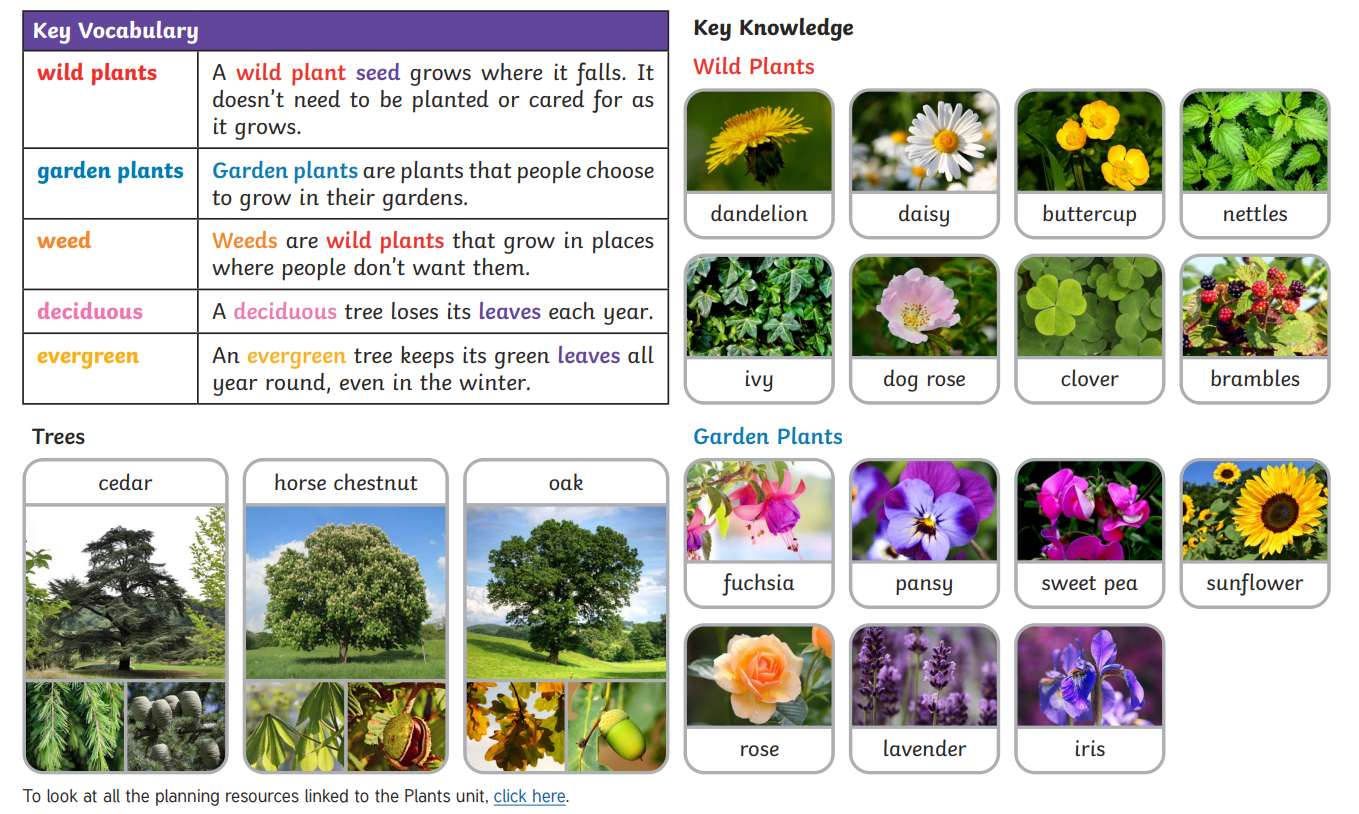 Key Vocabulary
wild plants
A wild plant seed grows where it falls. It
doesn't need to be planted or cared for as
it grows.
garden plants
Garden plants are plants that people choose
to grow in their gardens.
weed
Weeds are wild plants that grow in places
where people don't want them.
deciduous
A deciduous tree loses its leaves each year.
evergreen
An evergreen tree keeps its green leaves all
year round, even in the winter.
Trees
cedar
horse chestnut
oak
To look at all the planning resources linked to the Plants unit, click here.
Key Knowledge
Wild Plants
dandelion
daisy
buttercup
nettles
ivy
dog rose
clover
brambles
Garden Plants
fuchsia
pansy
sweet pea
sunflower
rose
lavender
iris